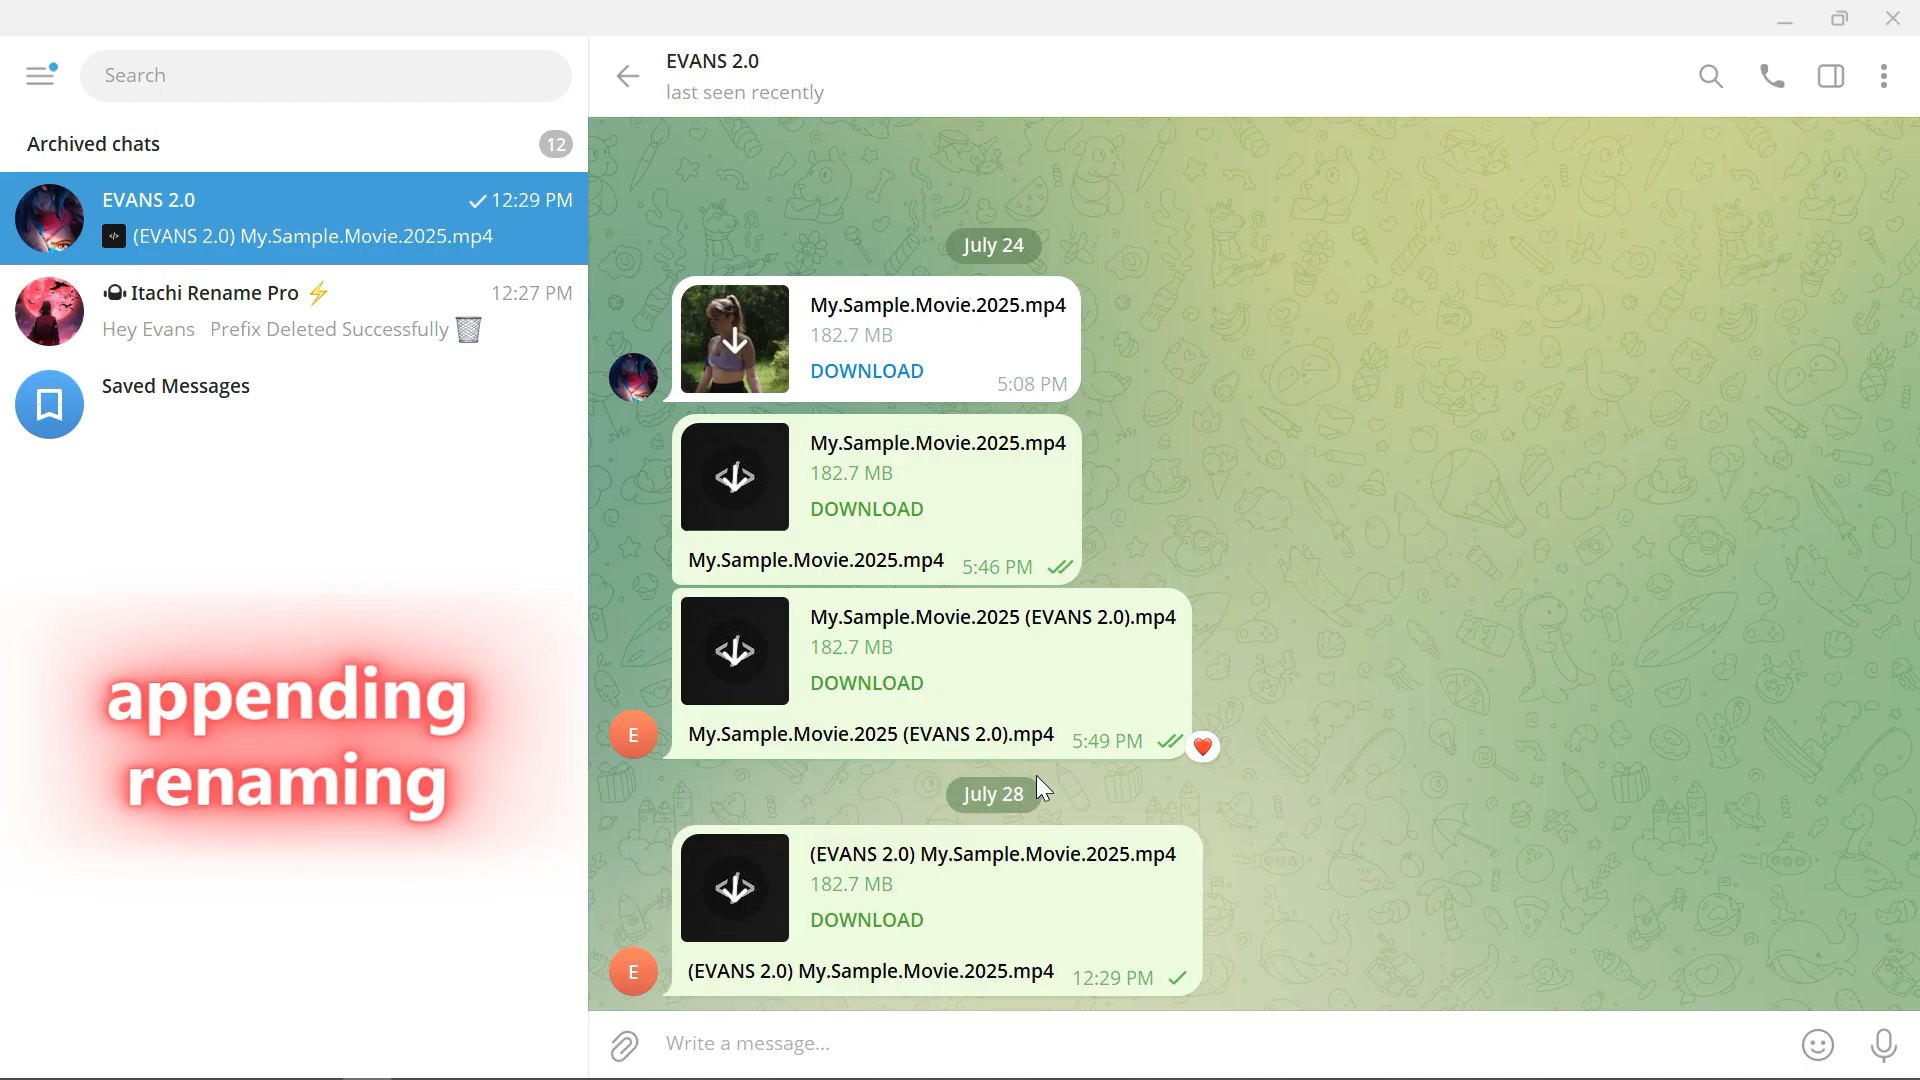 Search
Archived chats
12
EVANS 2.0
12:29 PM
(EVANS 2.0) My.Sample.Movie.2025.mp4
Itachi Rename Pro ⚡
12:27 PM
Hey Evans Prefix Deleted Successfully 🗑️
Saved Messages
appending
renaming
EVANS 2.0
last seen recently
July 24
My.Sample.Movie.2025.mp4
182.7 MB
DOWNLOAD
5:08 PM
My.Sample.Movie.2025.mp4
182.7 MB
DOWNLOAD
My.Sample.Movie.2025.mp4
5:46 PM
My.Sample.Movie.2025 (EVANS 2.0).mp4
182.7 MB
DOWNLOAD
E
My.Sample.Movie.2025 (EVANS 2.0).mp4
5:49 PM
July 28
(EVANS 2.0) My.Sample.Movie.2025.mp4
182.7 MB
DOWNLOAD
E
(EVANS 2.0) My.Sample.Movie.2025.mp4
12:29 PM
Write a message...